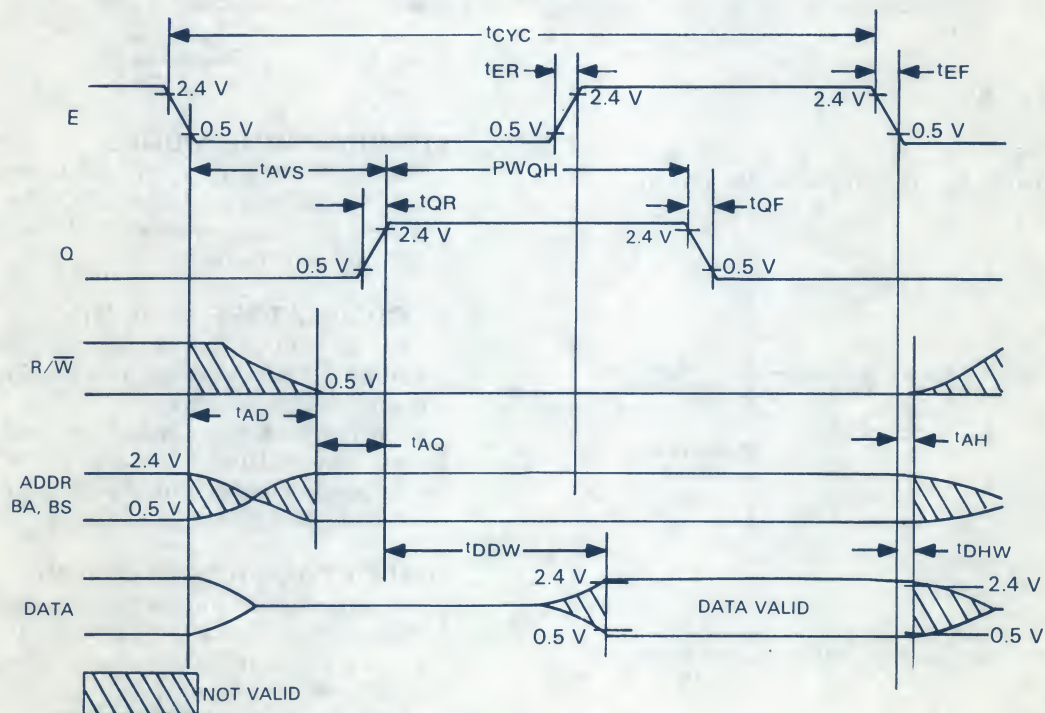 tCYC
tER
tEF
E
2.4 V
2.4 V
2.4 V
0.5 V
0.5 V
0.5 V
tAVS
PWQH
tQR
tQF
Q
2.4 V
2.4 V
0.5 V
0.5 V
R/W̅
0.5 V
tAD
tAQ
tAH
2.4 V
ADDR
BA, BS
0.5 V
tDDW
tDHW
2.4 V
2.4 V
DATA
DATA VALID
0.5 V
0.5 V
NOT VALID